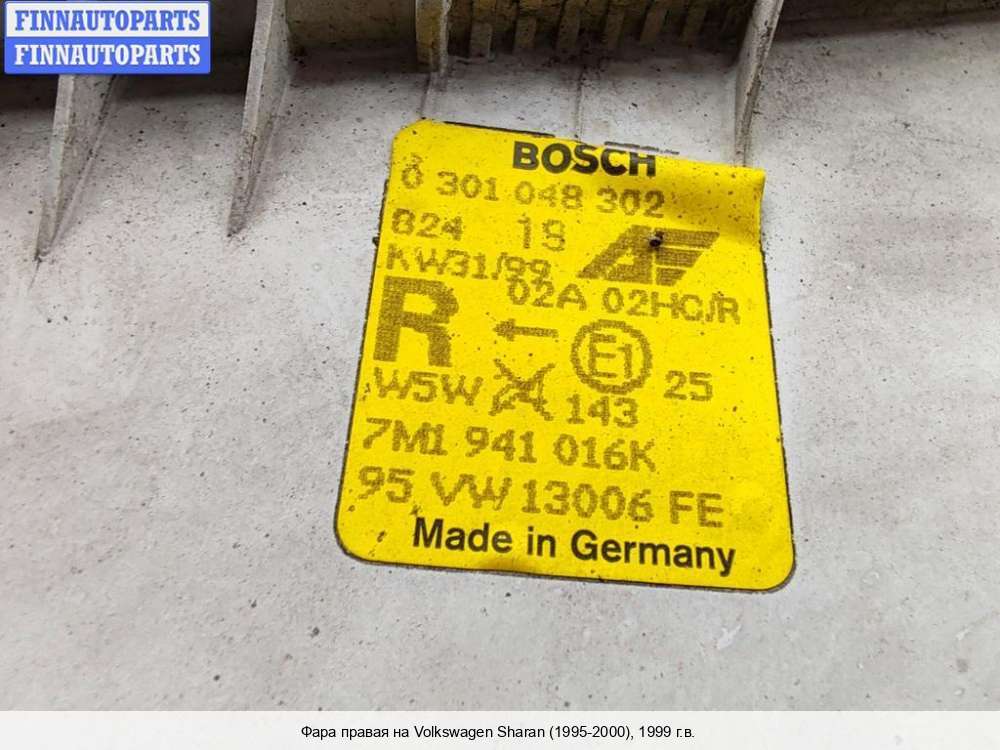 FINNAUTOPARTS
FINNAUTOPARTS
BOSCH
0 301 048 302
824 19
KW31/99
02A 02HC/R
R E1 25
W5W 24 143
7M1 941 016K
95 VW 13006 FE
Made in Germany
Фара правая на Volkswagen Sharan (1995-2000), 1999 г.в.